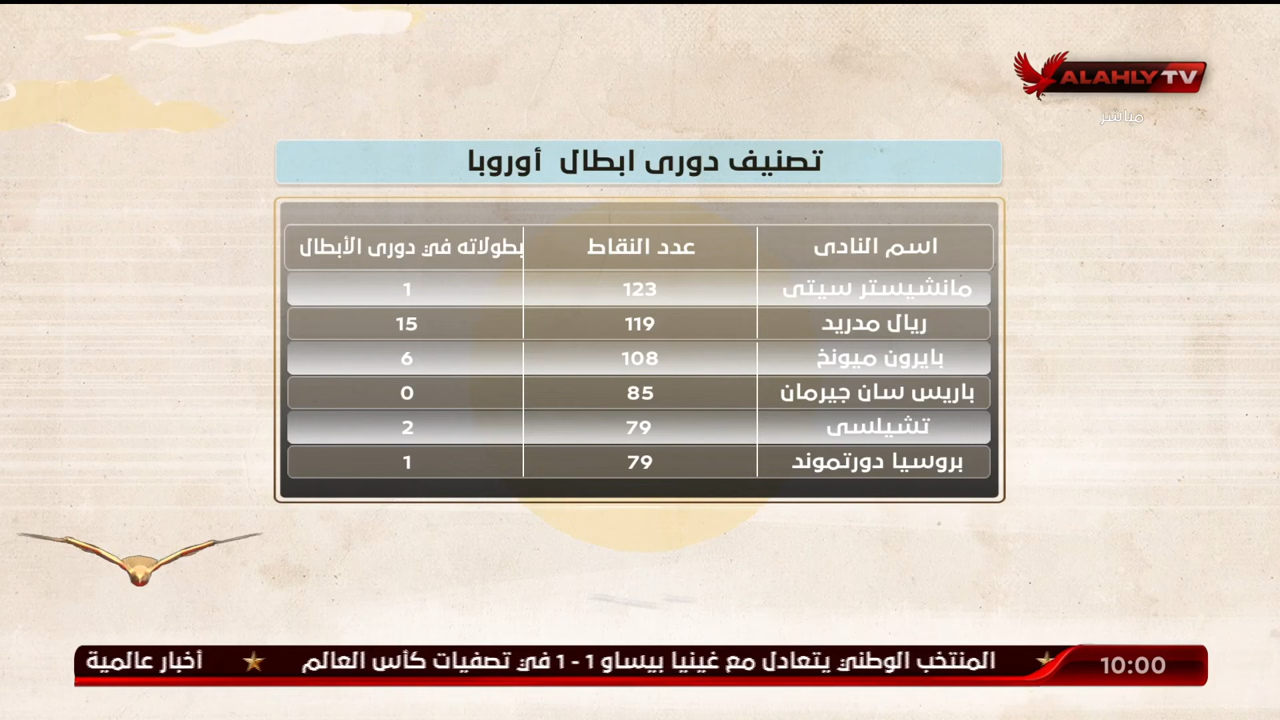 ALAHLY TV
مباشر
تصنيف دورى ابطال أوروبا
اسم النادى عدد النقاط بطولاته في دورى الأبطال
مانشيستر سيتى 123 1
ريال مدريد 119 15
بايرون ميونخ 108 6
باريس سان جيرمان 85 0
تشيلسى 79 2
بروسيا دورتموند 79 1
10:00 المنتخب الوطني يتعادل مع غينيا بيساو 1 - 1 في تصفيات كأس العالم أخبار عالمية